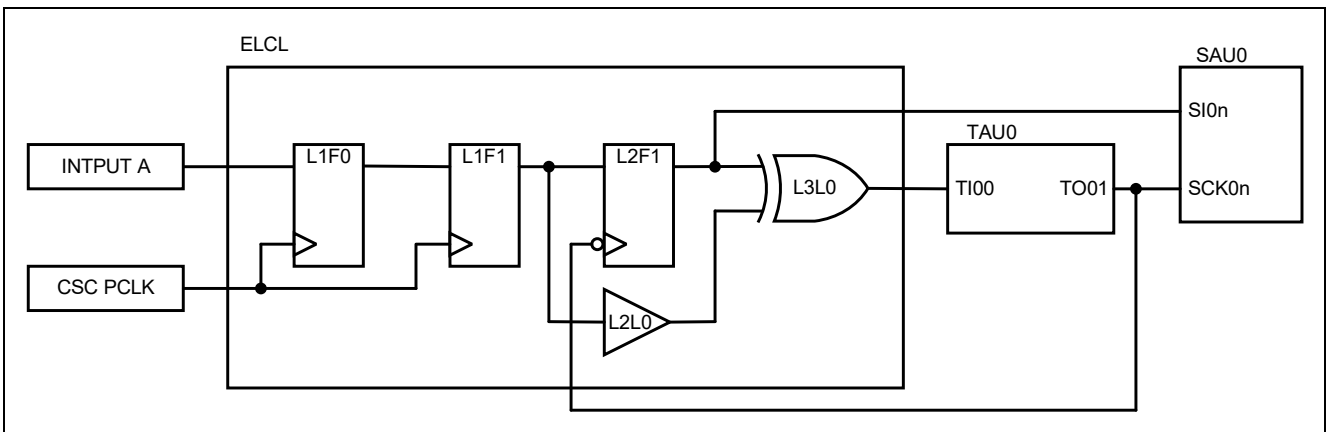 ELCL
SAU0
INTPUT A
L1F0
L1F1
L2F1
L3L0
TAU0
TI00
TO01
SI0n
SCK0n
CSC PCLK
L2L0